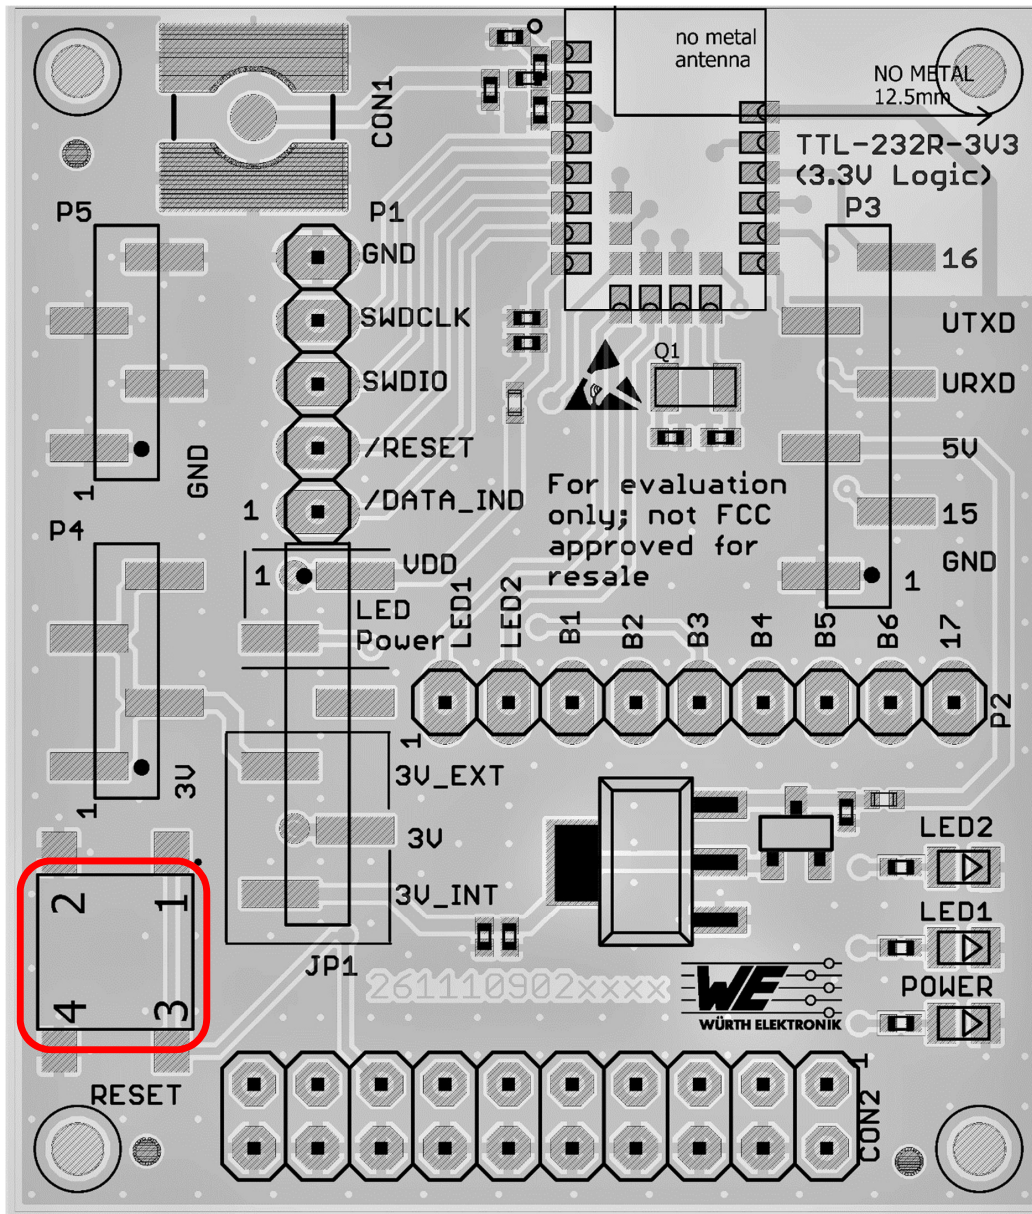 no metal
antenna
NO METAL
12.5mm
CON1
TTL-232R-3V3
(3.3V Logic)
P5
P1
P3
GND
16
SWDCLK
UTXD
Q1
SWDIO
URXD
/RESET
5V
GND
1
/DATA_IND
1
15
For evaluation
only; not FCC
approved for
resale
P4
VDD
1
GND
1
LED
Power
LED1
LED2
B1
B2
B3
B4
B5
B6
17
P2
1
3V
1
3V_EXT
3V
3V_INT
LED2
LED1
POWER
2
1
4
3
JP1
261110902xxxx
WE
WÜRTH ELEKTRONIK
RESET
1
CON2